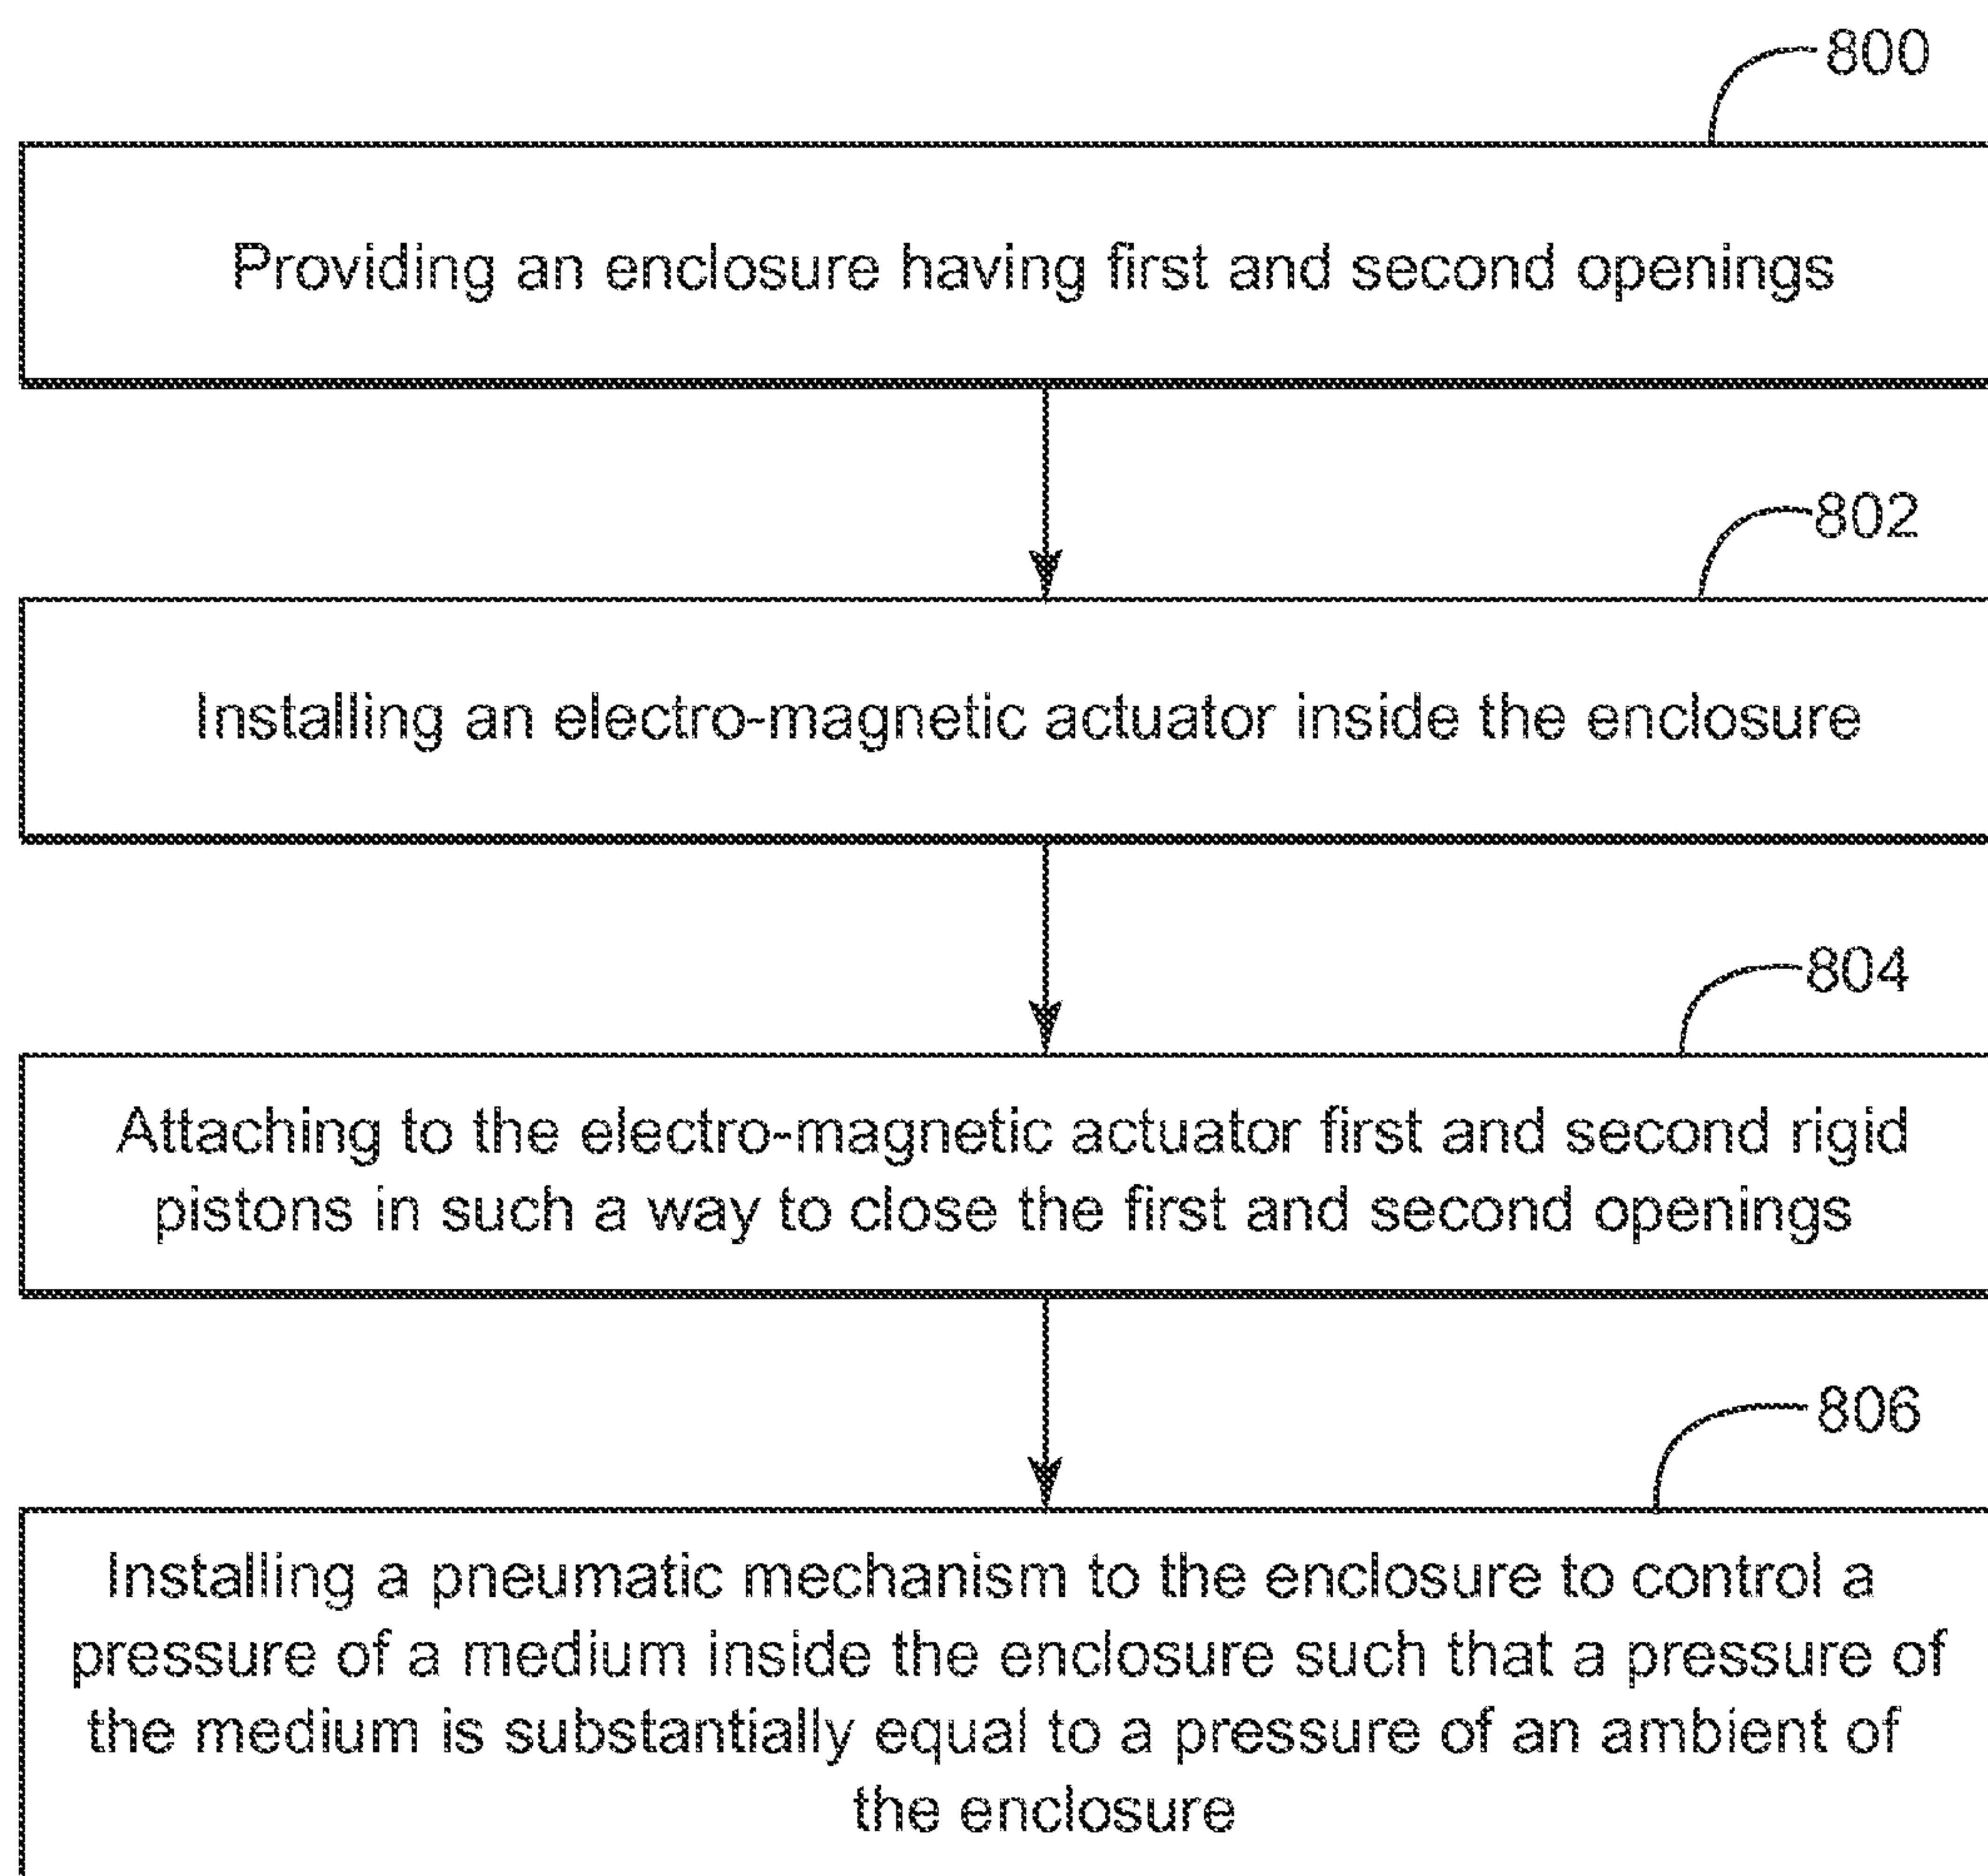 800
Providing an enclosure having first and second openings
802
Installing an electro-magnetic actuator inside the enclosure
804
Attaching to the electro-magnetic actuator first and second rigid
pistons in such a way to close the first and second openings
806
Installing a pneumatic mechanism to the enclosure to control a
pressure of a medium inside the enclosure such that a pressure of
the medium is substantially equal to a pressure of an ambient of
the enclosure